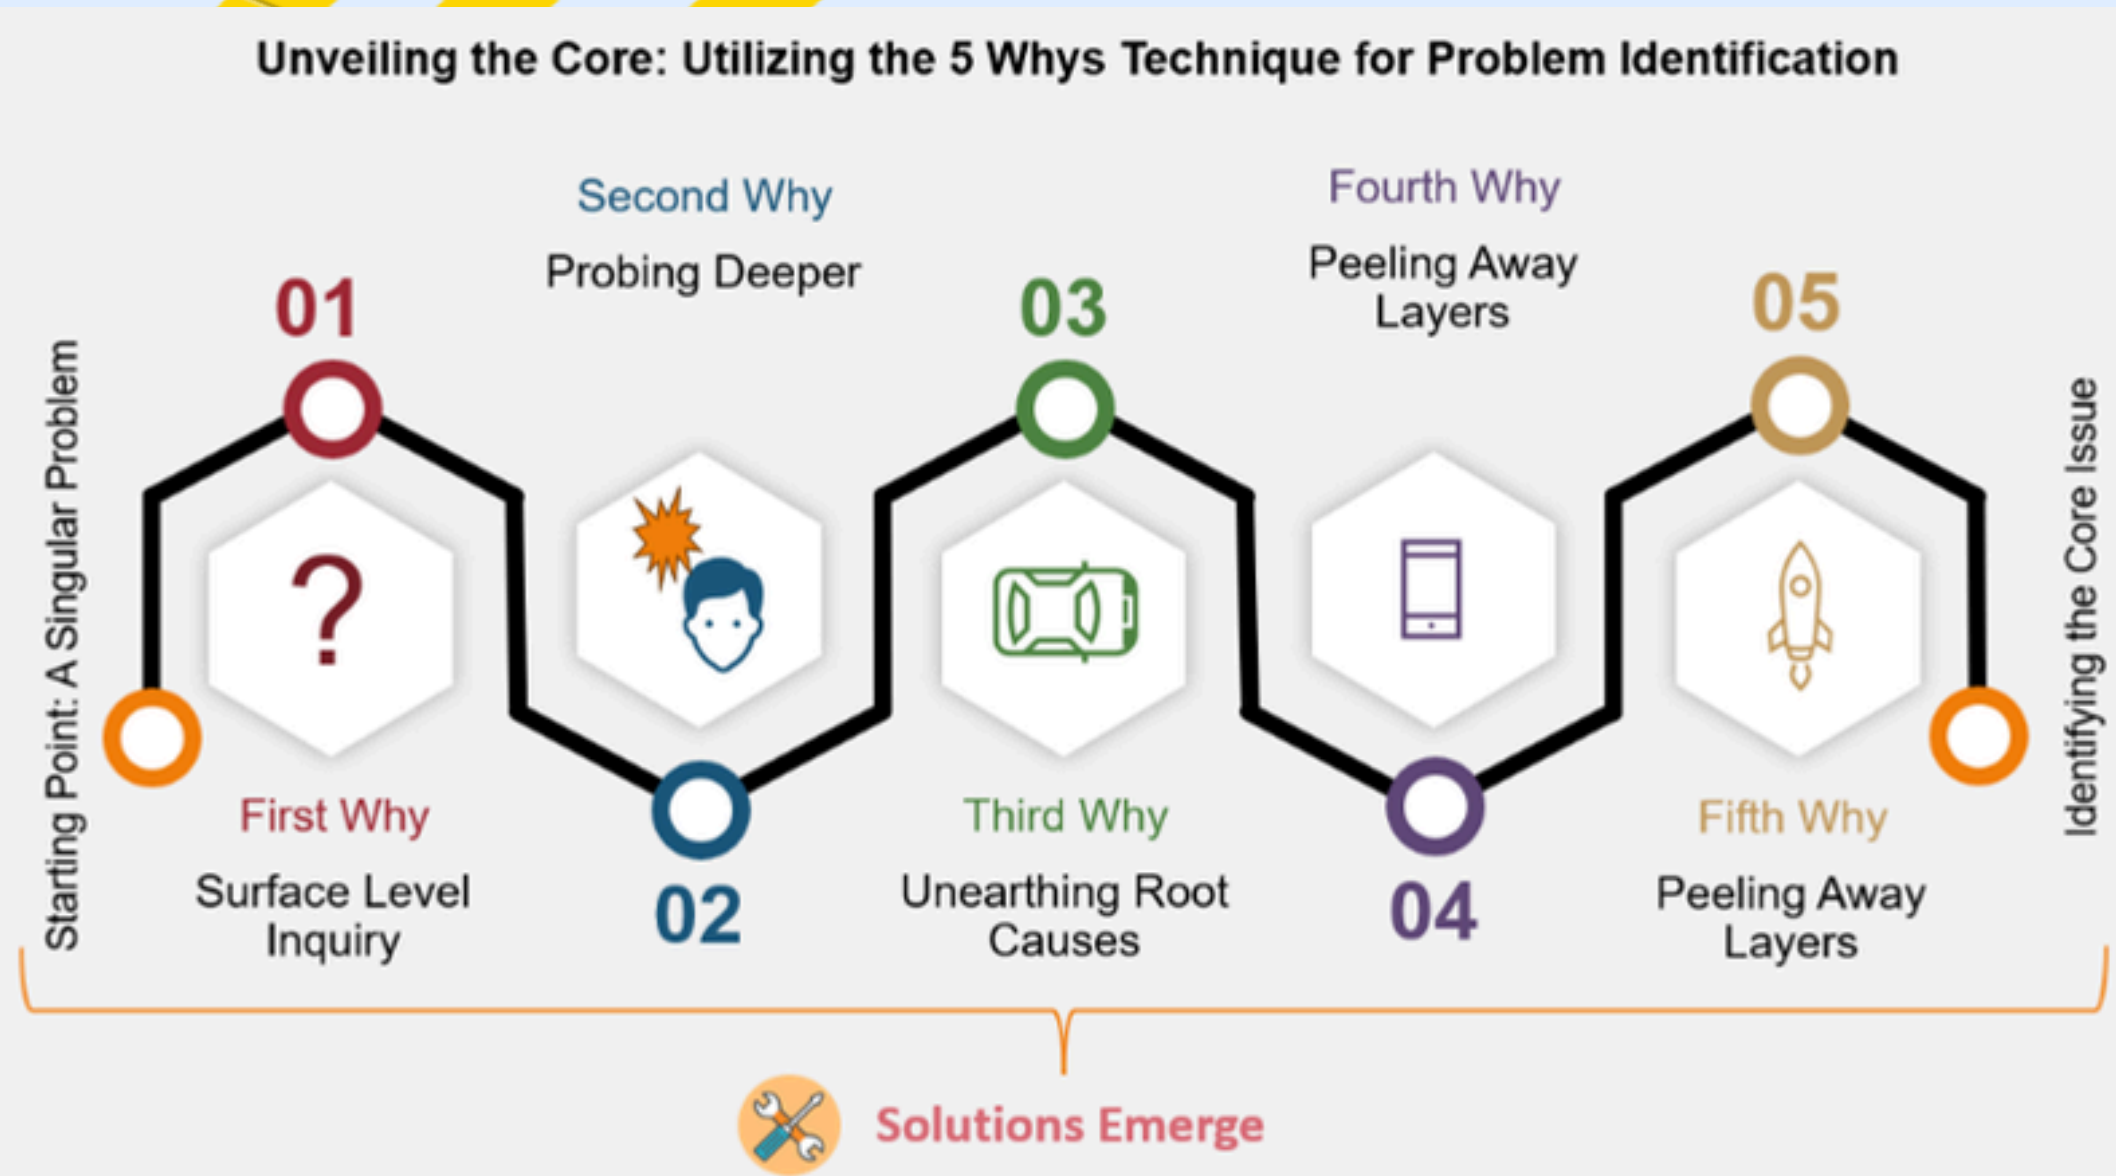 Unveiling the Core: Utilizing the 5 Whys Technique for Problem Identification
Starting Point: A Singular Problem
01
?
First Why
Surface Level
Inquiry
Second Why
Probing Deeper
02
03
Third Why
Unearthing Root
Causes
Fourth Why
Peeling Away
Layers
04
05
Fifth Why
Peeling Away
Layers
Identifying the Core Issue
Solutions Emerge